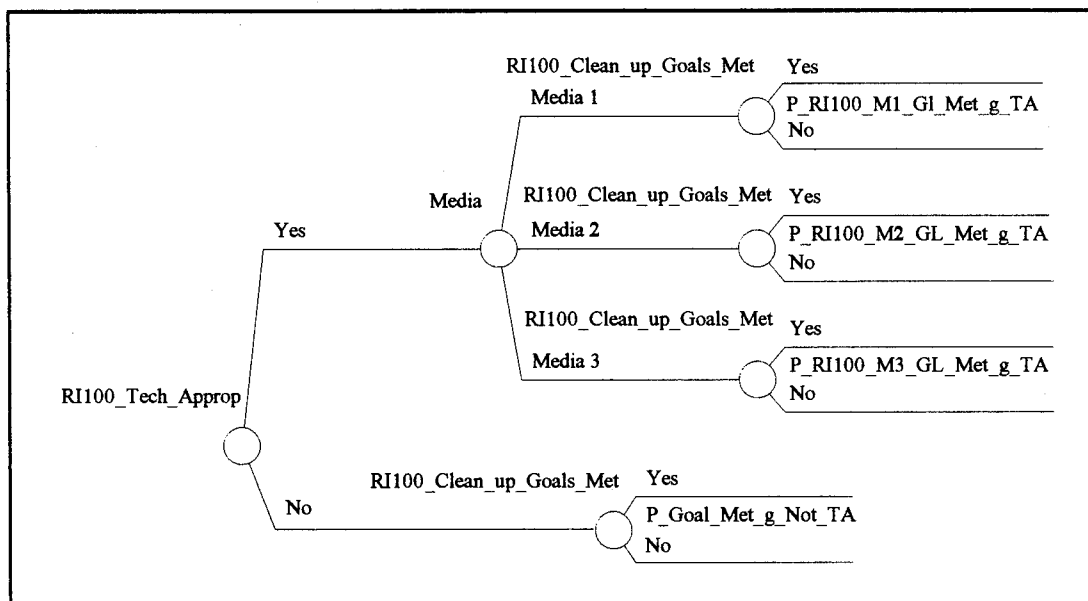 RI100_Clean_up_Goals_Met
Yes
Media 1
P_RI100_M1_Gl_Met_g_TA
No
Media
RI100_Clean_up_Goals_Met
Yes
Yes
Media 2
P_RI100_M2_GL_Met_g_TA
No
RI100_Clean_up_Goals_Met
Yes
Media 3
P_RI100_M3_GL_Met_g_TA
No
RI100_Tech_Approp
RI100_Clean_up_Goals_Met
Yes
No
P_Goal_Met_g_Not_TA
No